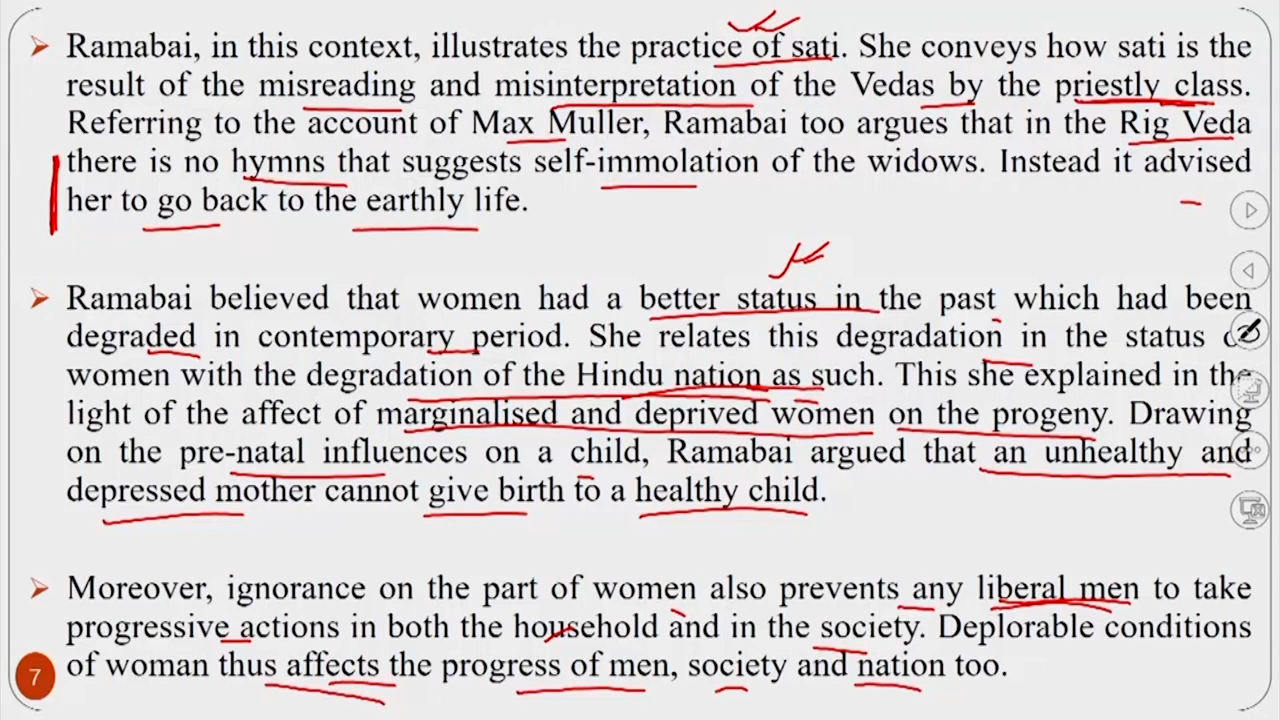 Ramabai, in this context, illustrates the practice of sati. She conveys how sati is the
result of the misreading and misinterpretation of the Vedas by the priestly class.
Referring to the account of Max Muller, Ramabai too argues that in the Rig Veda
there is no hymns that suggests self-immolation of the widows. Instead it advised
her to go back to the earthly life.
Ramabai believed that women had a better status in the past which had been
degraded in contemporary period. She relates this degradation in the status
women with the degradation of the Hindu nation as such. This she explained in the
light of the affect of marginalised and deprived women on the progeny. Drawing
on the pre-natal influences on a child, Ramabai argued that an unhealthy and
depressed mother cannot give birth to a healthy child.
Moreover, ignorance on the part of women also prevents any liberal men to take
progressive actions in both the household and in the society. Deplorable conditions
of woman thus affects the progress of men, society and nation too.
7